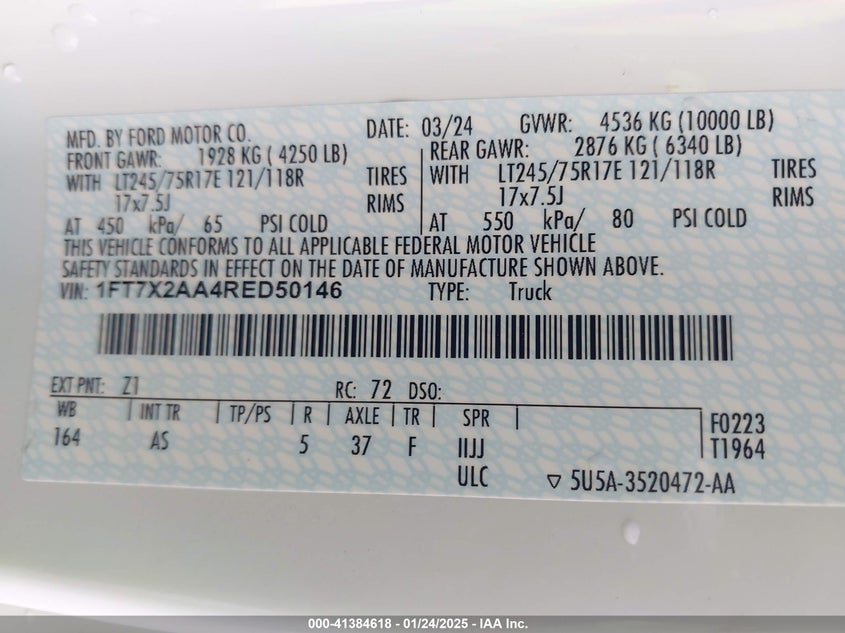 MFD. BY FORD MOTOR CO. DATE: 03/24 GVWR: 4536 KG (10000 LB)
FRONT GAWR: 1928 KG ( 4250 LB) REAR GAWR: 2876 KG ( 6340 LB)
WITH LT245/75R17E 121/118R TIRES WITH LT245/75R17E 121/118R TIRES
17x7.5J RIMS 17x7.5J RIMS
AT 450 kPa/ 65 PSI COLD AT 550 kPa/ 80 PSI COLD
THIS VEHICLE CONFORMS TO ALL APPLICABLE FEDERAL MOTOR VEHICLE
SAFETY STANDARDS IN EFFECT ON THE DATE OF MANUFACTURE SHOWN ABOVE.
VIN: 1FT7X2AA4RED50146 TYPE: Truck
EXT PNT: Z1 RC: 72 DSO:
WB INT TR TP/PS R AXLE TR SPR F0223
164 AS 5 37 F IIJJ T1964
ULC ▽ 5U5A-3520472-AA
000-41384618 - 01/24/2025 - IAA Inc.